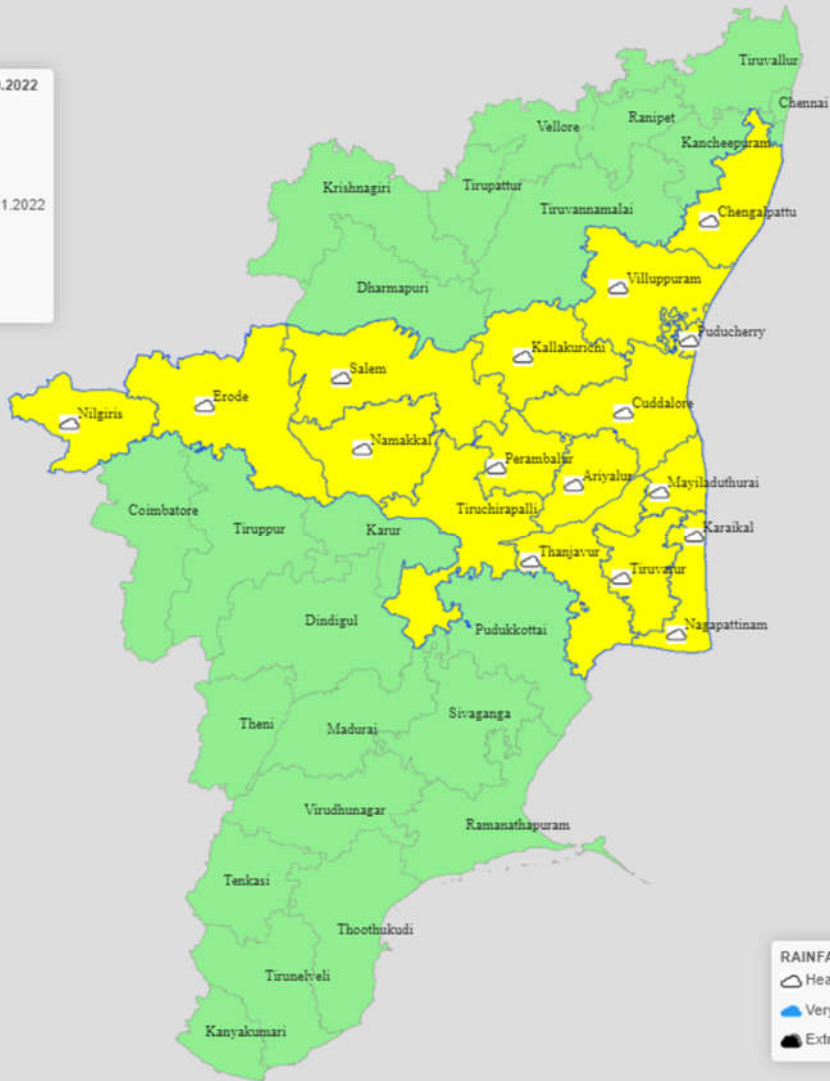 .2022
1.2022
Tiruvallur
Chennai
Vellore
Ranipet
Kancheepuram
Krishnagiri
Tirupattur
Tiruvannamalai
Chengalpattu
Dharmapuri
Villuppuram
Puducherry
Kallakurichi
Salem
Erode
Cuddalore
Nilgiris
Namakkal
Perambalur
Ariyalur
Mayiladuthurai
Coimbatore
Tiruchirapalli
Tiruppur
Karur
Karaikal
Thanjavur
Tiruvarur
Dindigul
Pudukkottai
Nagapattinam
Sivaganga
Theni
Madurai
Virudhunagar
Ramanathapuram
Tenkasi
Thoothukudi
Tirunelveli
Kanyakumari
RAINFA
Hea
Very
Extr